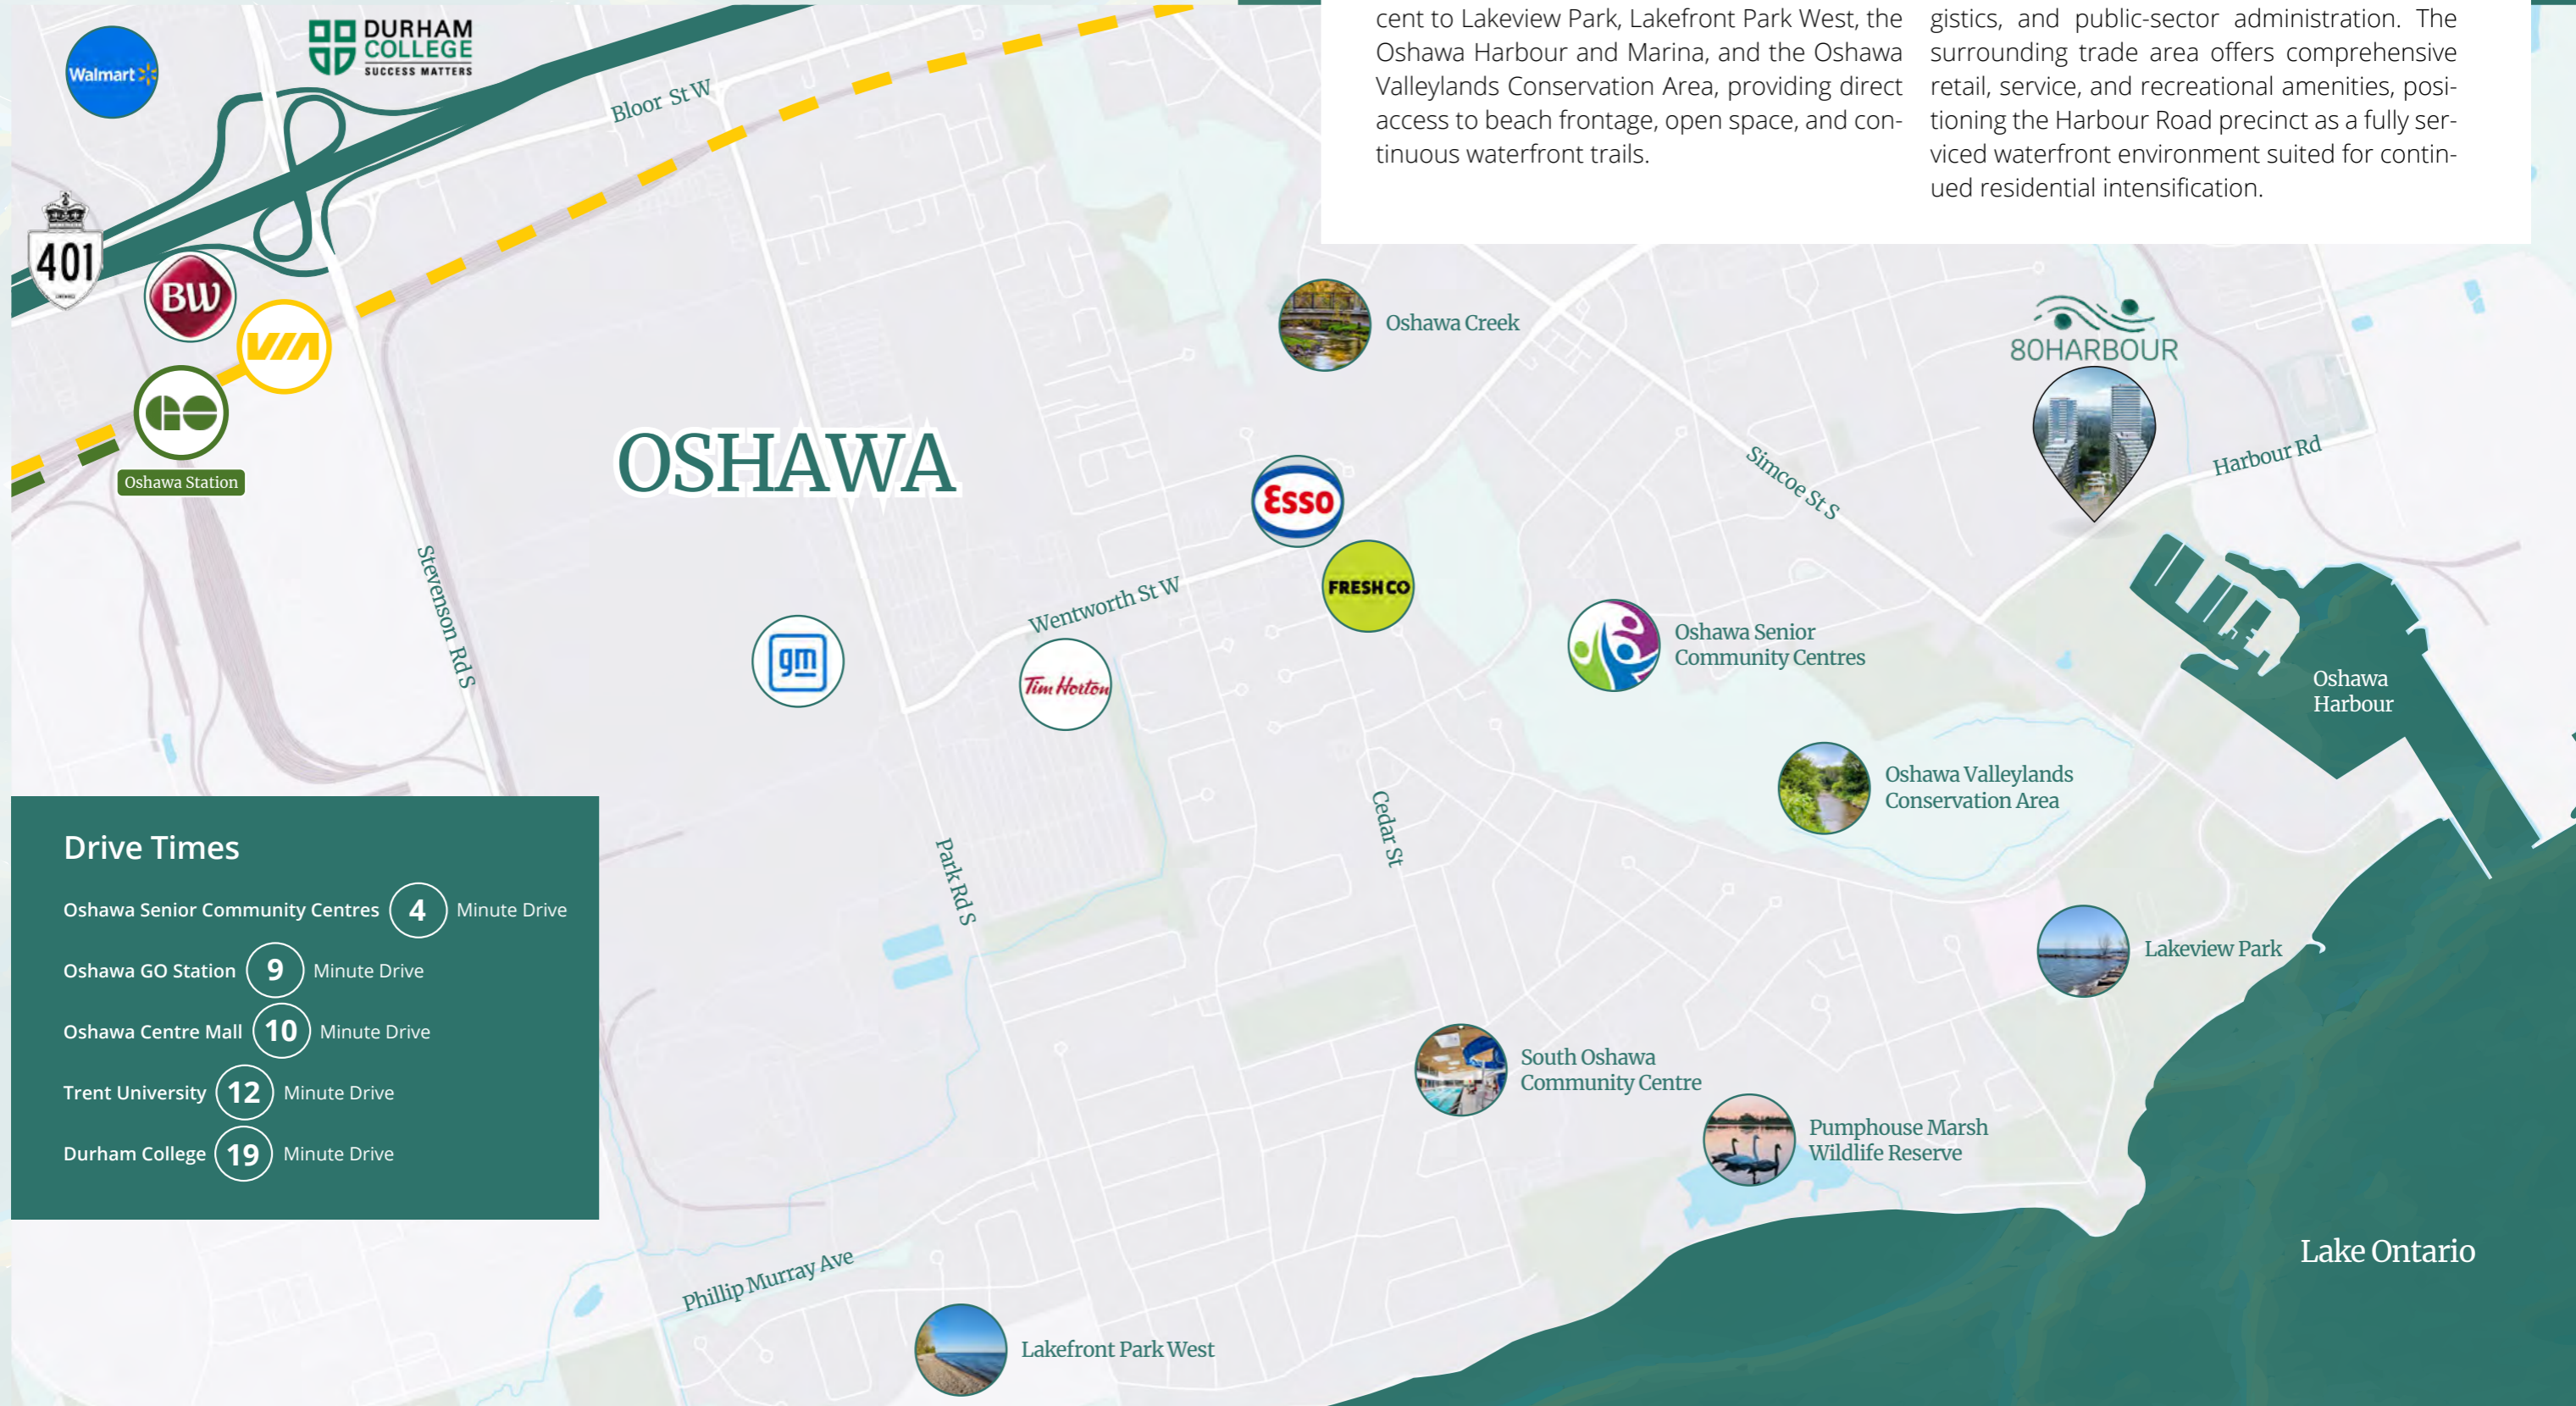 cent to Lakeview Park, Lakefront Park West, the
Oshawa Harbour and Marina, and the Oshawa
Valleylands Conservation Area, providing direct
access to beach frontage, open space, and con-
tinuous waterfront trails.
gistics, and public-sector administration. The
surrounding trade area offers comprehensive
retail, service, and recreational amenities, posi-
tioning the Harbour Road precinct as a fully ser-
viced waterfront environment suited for contin-
ued residential intensification.
Walmart
DURHAM
COLLEGE
SUCCESS MATTERS
Bloor St W
401
BW
VIA
GO
Oshawa Station
OSHAWA
Oshawa Creek
80HARBOUR
Harbour Rd
Simcoe St S
Esso
FRESHCO
Stevenson Rd S
Wentworth St W
gm
Tim Horton
Oshawa Senior
Community Centres
Oshawa
Harbour
Oshawa Valleylands
Conservation Area
Cedar St
Park Rd S
Lakeview Park
South Oshawa
Community Centre
Pumphouse Marsh
Wildlife Reserve
Lake Ontario
Phillip Murray Ave
Lakefront Park West
Drive Times
Oshawa Senior Community Centres 4 Minute Drive
Oshawa GO Station 9 Minute Drive
Oshawa Centre Mall 10 Minute Drive
Trent University 12 Minute Drive
Durham College 19 Minute Drive